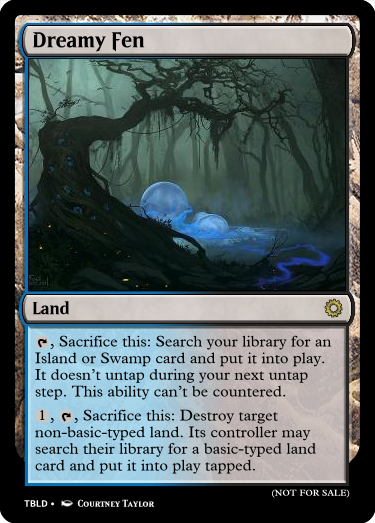 Dreamy Fen
Land
, Sacrifice this: Search your library for an
Island or Swamp card and put it into play.
It doesn't untap during your next untap
step. This ability can't be countered.
1, , Sacrifice this: Destroy target
non-basic-typed land. Its controller may
search their library for a basic-typed land
card and put it into play tapped.
(NOT FOR SALE)
TBLD • COURTNEY TAYLOR